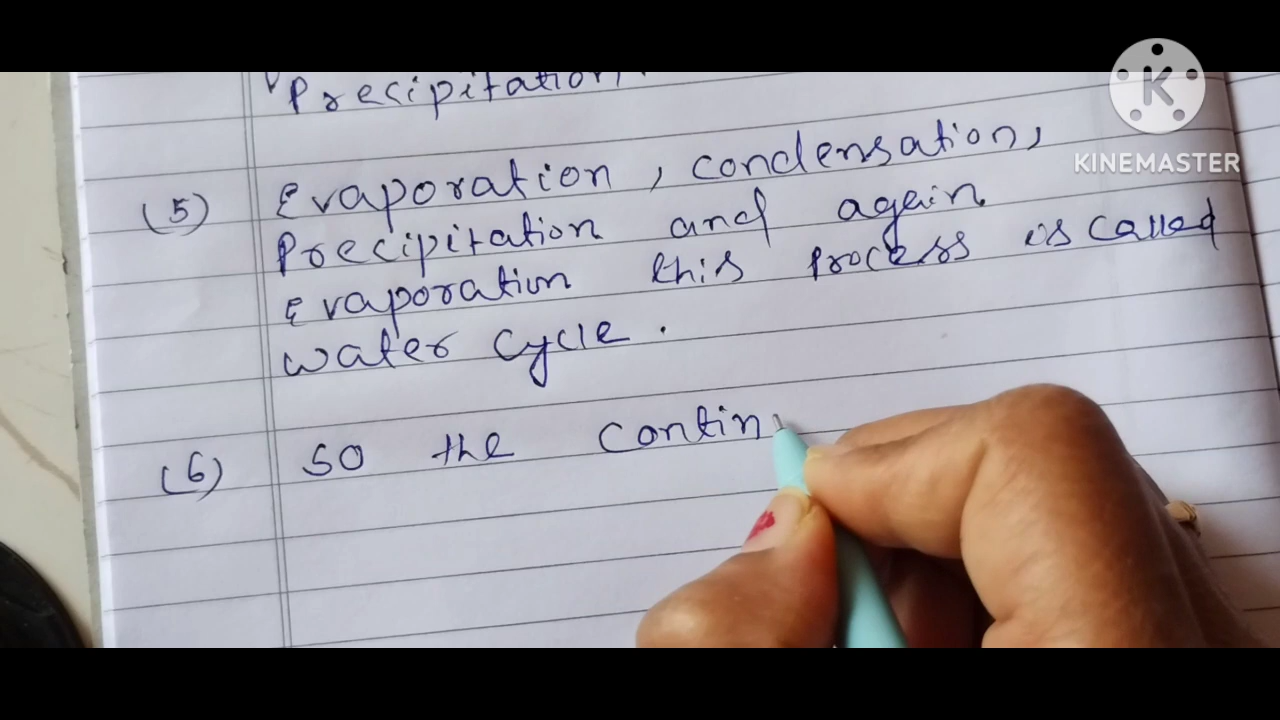 Precipitation.
(5) Evaporation, condensation,
Precipitation and again
Evaporation this process is called
water cycle.
(6) so the contin
K
KINEMASTER